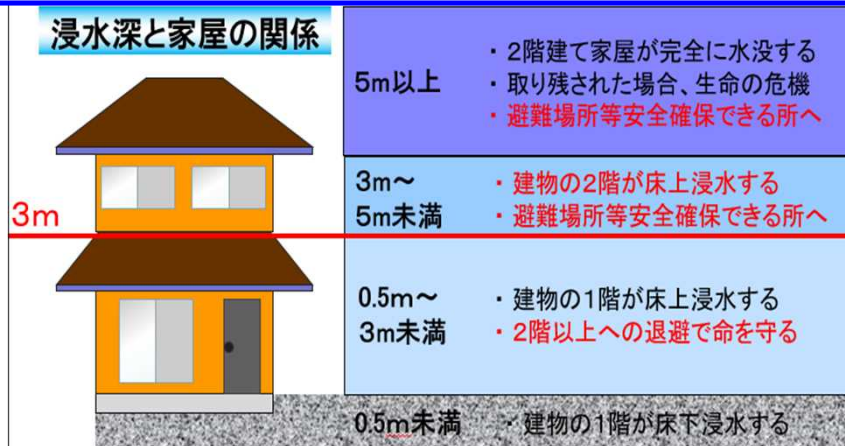 浸水深と家屋の関係
5m以上
・2階建て家屋が完全に水没する
・取り残された場合、生命の危機
・避難場所等安全確保できる所へ
3m～
5m未満
・建物の2階が床上浸水する
・避難場所等安全確保できる所へ
3m
0.5m～
3m未満
・建物の1階が床上浸水する
・2階以上への退避で命を守る
0.5m未満
・建物の1階が床下浸水する